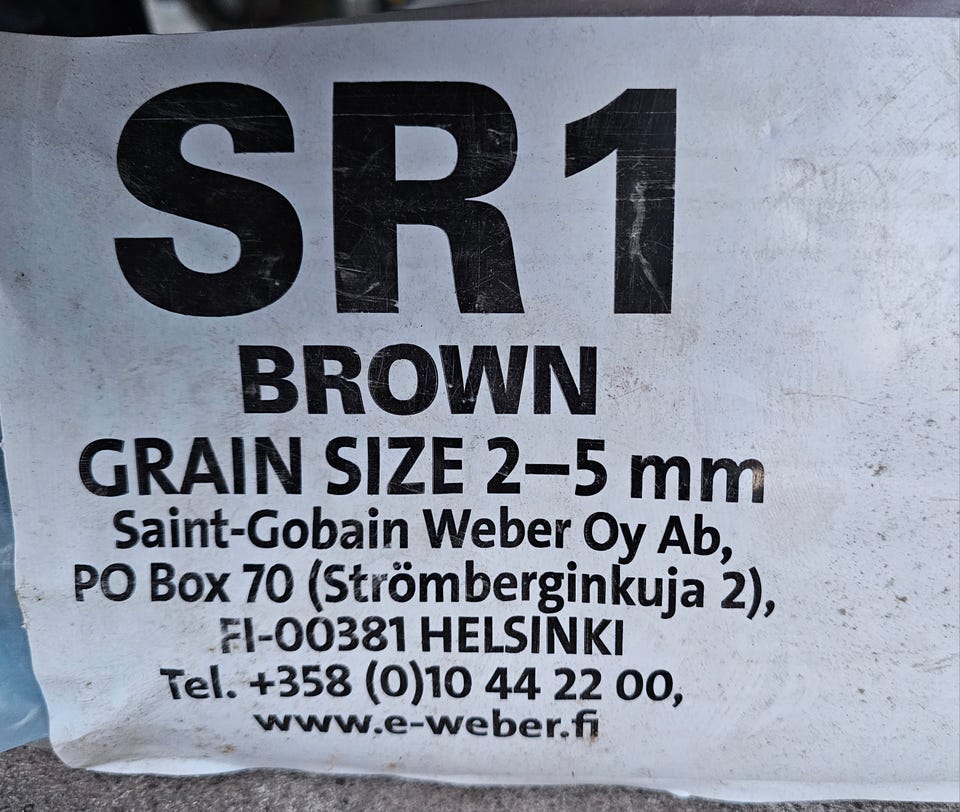 SR1
BROWN
GRAIN SIZE 2–5 mm
Saint-Gobain Weber Oy Ab,
PO Box 70 (Strömberginkuja 2),
FI-00381 HELSINKI
Tel. +358 (0)10 44 22 00,
www.e-weber.fi